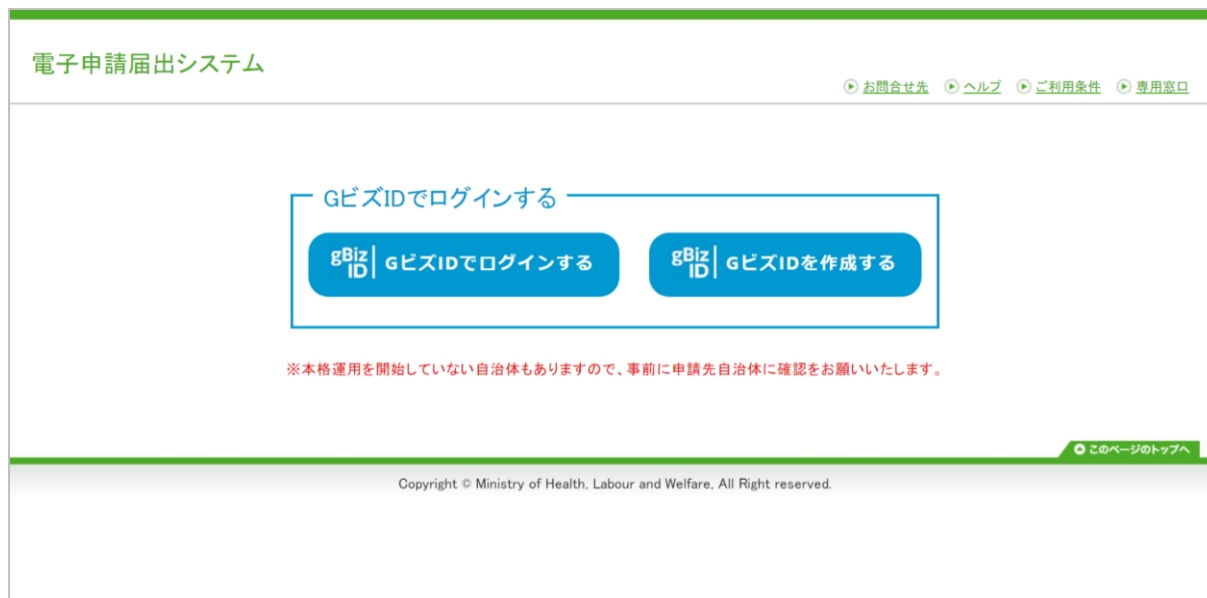 電子申請届出システム
お問合せ先 ヘルプ ご利用条件 専用窓口
GビズIDでログインする
gBiz ID GビズIDでログインする
gBiz ID GビズIDを作成する
※本格運用を開始していない自治体もありますので、事前に申請先自治体に確認をお願いいたします。
このページのトップへ
Copyright © Ministry of Health, Labour and Welfare, All Right reserved.